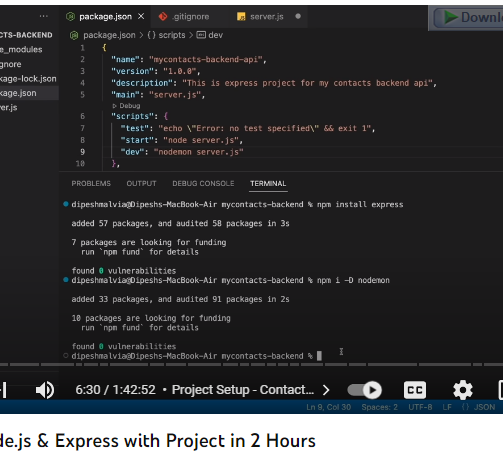 package.json
.gitignore
server.js
Downl
CTS-BACKEND
package.json > { } scripts > dev
e_modules
gnore
kage-lock.json
kage.json
er.js
1 {
2 "name": "mycontacts-backend-api",
3 "version": "1.0.0",
4 "description": "This is express project for my contacts backend api",
5 "main": "server.js",
Debug
6 "scripts": {
7 "test": "echo \"Error: no test specified\" && exit 1",
8 "start": "node server.js",
9 "dev": "nodemon server.js"
10 },
PROBLEMS OUTPUT DEBUG CONSOLE TERMINAL
dipeshmalvia@Dipeshs-MacBook-Air mycontacts-backend % npm install express
added 57 packages, and audited 58 packages in 3s
7 packages are looking for funding
run `npm fund` for details
found 0 vulnerabilities
dipeshmalvia@Dipeshs-MacBook-Air mycontacts-backend % npm i -D nodemon
added 33 packages, and audited 91 packages in 2s
10 packages are looking for funding
run `npm fund` for details
found 0 vulnerabilities
dipeshmalvia@Dipeshs-MacBook-Air mycontacts-backend %
6:30 / 1:42:52 • Project Setup - Contact... >
CC
Ln 9, Col 30 Spaces: 2 UTF-8 LF { } JSON
de.js & Express with Project in 2 Hours